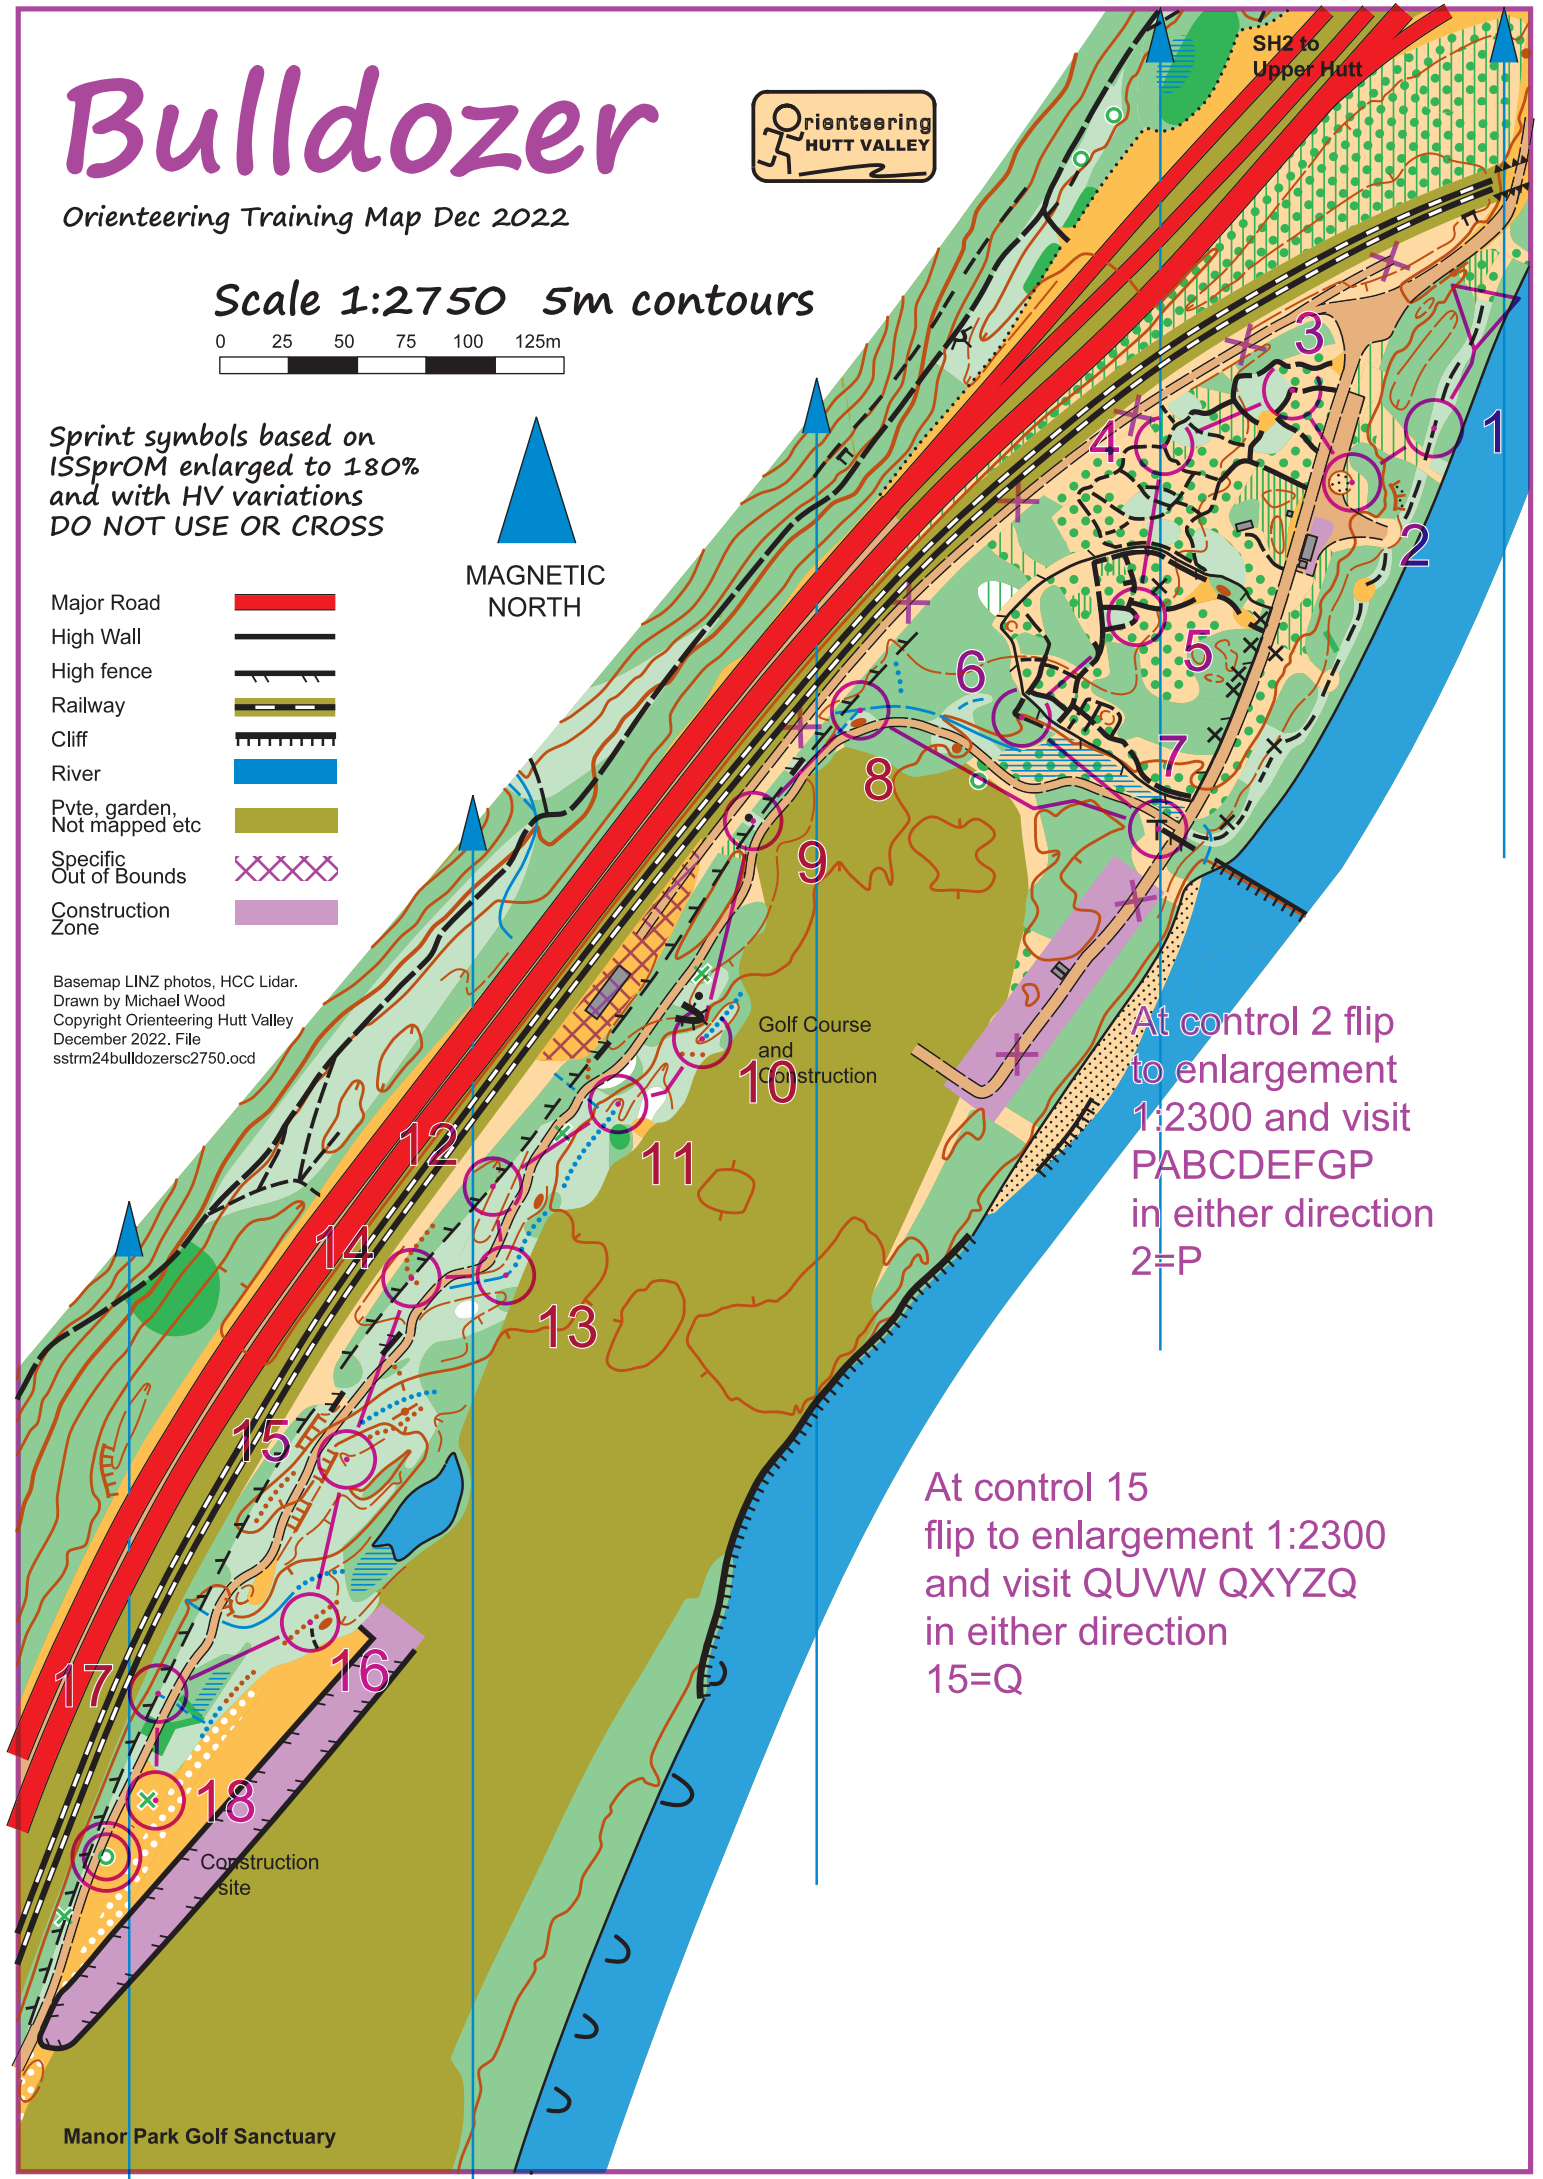 Bulldozer
Orienteering Training Map Dec 2022
Orienteering
HUTT VALLEY
SH2 to
Upper Hutt
Scale 1:2750 5m contours
0 25 50 75 100 125m
Sprint symbols based on
ISSprOM enlarged to 180%
and with HV variations
DO NOT USE OR CROSS
MAGNETIC
NORTH
Major Road
High Wall
High fence
Railway
Cliff
River
Pvte, garden,
Not mapped etc
Specific
Out of Bounds
Construction
Zone
Basemap LINZ photos, HCC Lidar.
Drawn by Michael Wood
Copyright Orienteering Hutt Valley
December 2022. File
sstrm24bulldozersc2750.ocd
3
1
4
2
5
6
7
8
9
Golf Course
and
Construction
10
11
12
14
13
15
16
17
18
At control 2 flip
to enlargement
1:2300 and visit
PABCDEFGP
in either direction
2=P
At control 15
flip to enlargement 1:2300
and visit QUVW QXYZQ
in either direction
15=Q
Construction
site
Manor Park Golf Sanctuary